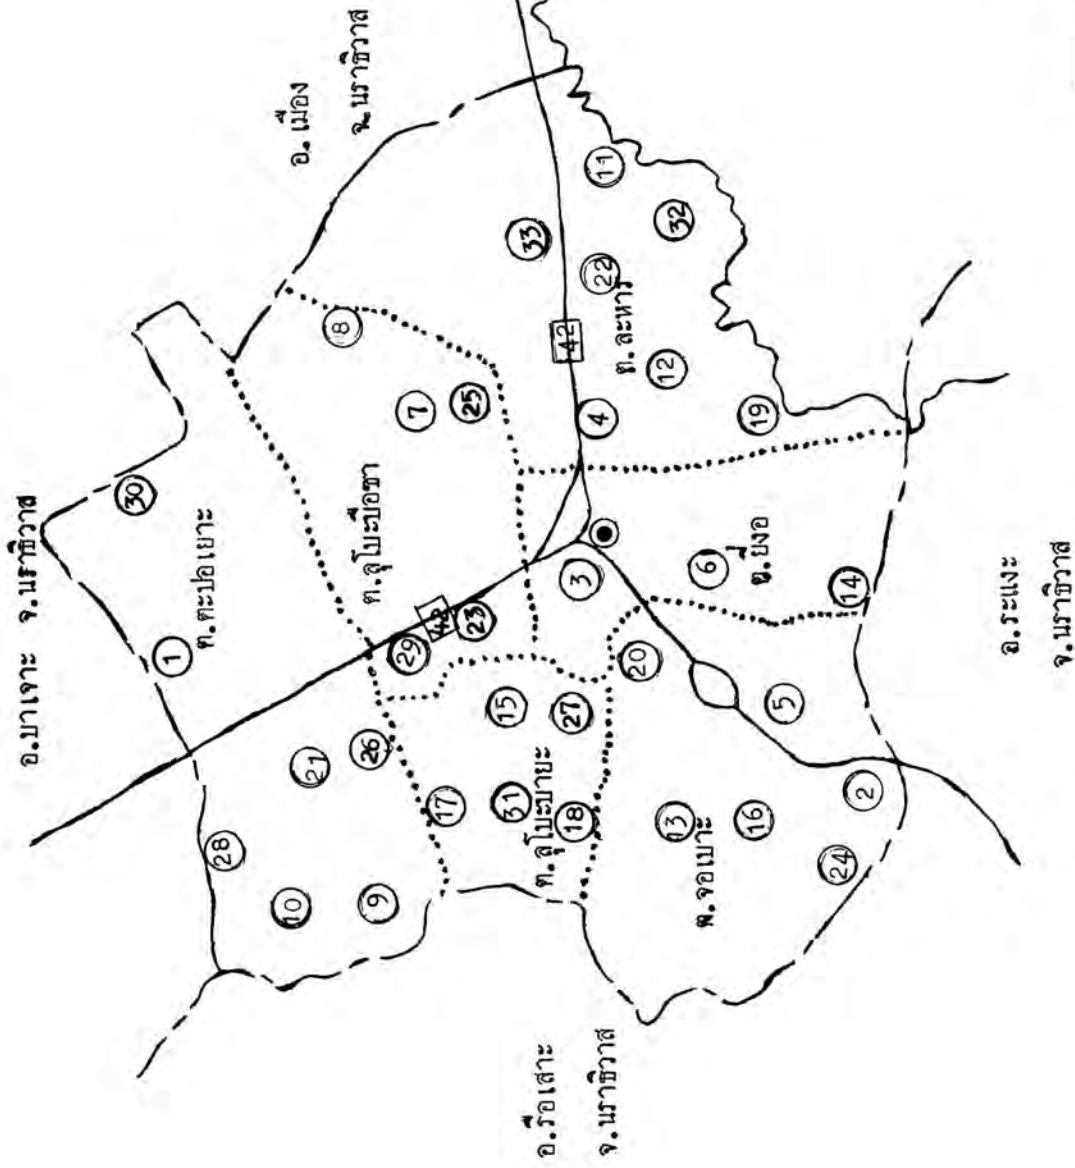 อ.บาเจาะ จ.นราธิวาส
30
1
ต.ตะปอเยาะ
28
10
21
อ.เมือง
จ.นราธิวาส
8
26
ต.ลุโบะบือซา
9
29
7
42
17
25
23
15
31
33
ต.ลุโบะบายะ
อ.รือเสาะ
จ.นราธิวาส
42
27
18
3
4
22
11
ต.ละหาร
20
12
32
13
ต.จอเบาะ
6
16
19
ต.ยี่งอ
5
24
14
2
อ.ระแงะ
จ.นราธิวาส